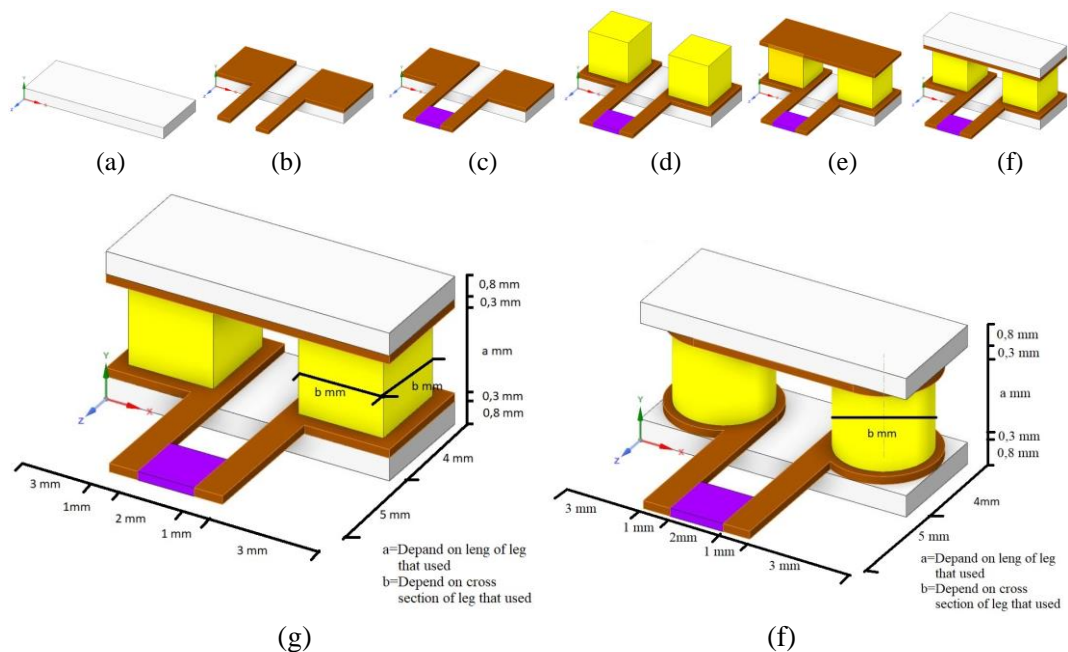 (a)
(b)
(c)
(d)
(e)
(f)
0,8 mm
0,3 mm
a mm
b mm
b mm
0,3 mm
0,8 mm
Y
X
Z
4 mm
5 mm
3 mm
1mm
2 mm
1 mm
3 mm
a=Depand on leng of leg
that used
b=Depend on cross
section of leg that used
(g)
0,8 mm
0,3 mm
a mm
b mm
0,3 mm
0,8 mm
Y
X
Z
4mm
5 mm
3 mm
1 mm
2mm
1 mm
3 mm
a=Depand on leng of leg
that used
b=Depend on cross
section of leg that used
(f)